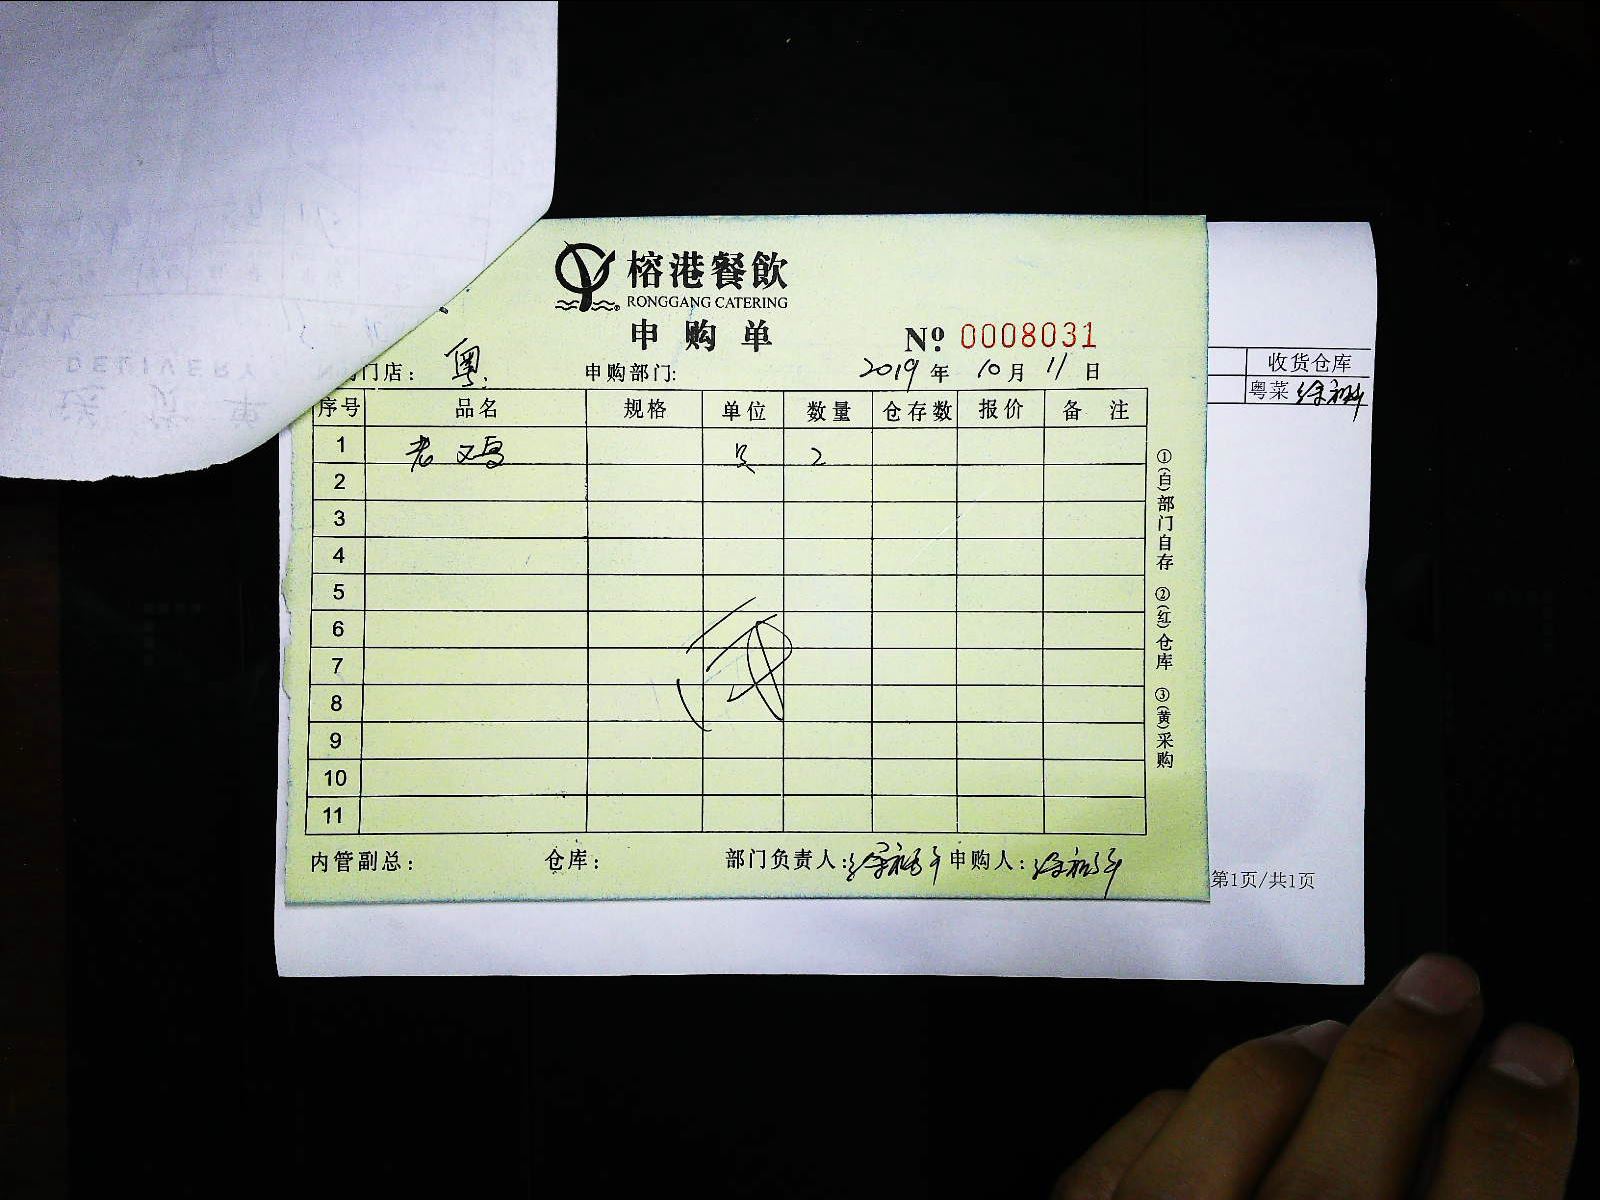 榕港餐飲
RONGGANG CATERING
申购单
Nº. 0008031
门店: 粤. 申购部门: 2019 年 10 月 11 日
序号 品名 规格 单位 数量 仓存数 报价 备 注
1 老鸡 只 2
2
3
4
5
6
7
8
9
10
11
内管副总: 仓库: 部门负责人: 申购人:
①(白)部门自存 ②(红)仓库 ③(黄)采购
收货仓库
粤菜
第1页/共1页
DELIVERY
送货单